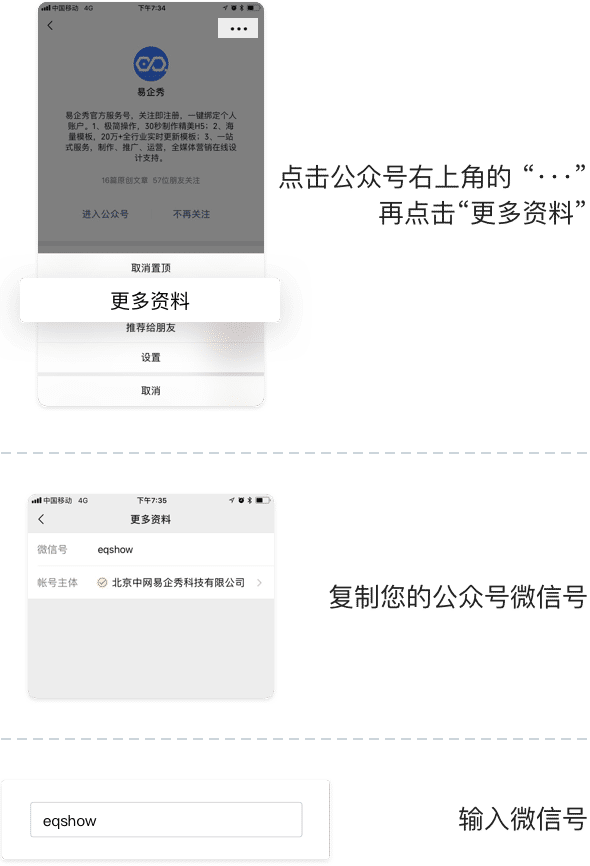 中国移动 4G 下午7:34
易企秀
易企秀官方服务号，关注即注册，一键绑定个人
账户。1、极简操作，30秒制作精美H5；2、海
量模板，20万+全行业实时更新模板；3、一站
式服务，制作、推广、运营，全媒体营销在线设
计支持。
16篇原创文章 57位朋友关注
进入公众号 不再关注
取消置顶
更多资料
推荐给朋友
设置
取消
点击公众号右上角的“···”
再点击“更多资料”
中国移动 4G 下午7:35
更多资料
微信号 eqshow
帐号主体 北京中网易企秀科技有限公司
复制您的公众号微信号
eqshow
输入微信号